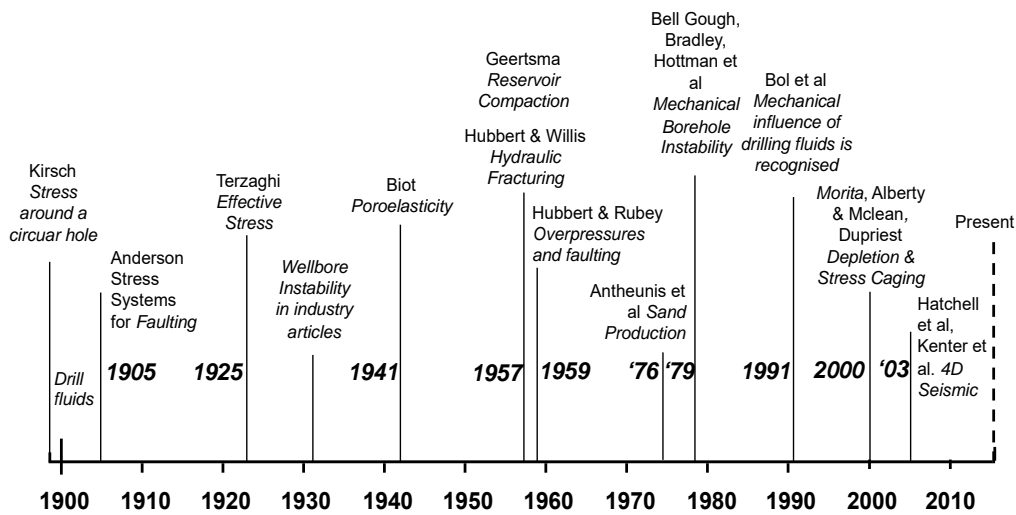 Kirsch
Stress
around a
circuar hole
Drill
fluids
Anderson
Stress
Systems
for Faulting
1905
Terzaghi
Effective
Stress
1925
Wellbore
Instability
in industry
articles
Biot
Poroelasticity
1941
Geertsma
Reservoir
Compaction
Hubbert & Willis
Hydraulic
Fracturing
1957
Hubbert & Rubey
Overpressures
and faulting
1959
Antheunis et
al Sand
Production
‘76
Bell Gough,
Bradley,
Hottman et
al
Mechanical
Borehole
Instability
‘79
Bol et al
Mechanical
influence of
drilling fluids is
recognised
1991
Morita, Alberty
& Mclean,
Dupriest
Depletion &
Stress Caging
2000
‘03
Hatchell
et al,
Kenter et
al. 4D
Seismic
Present
1900 1910 1920 1930 1940 1950 1960 1970 1980 1990 2000 2010